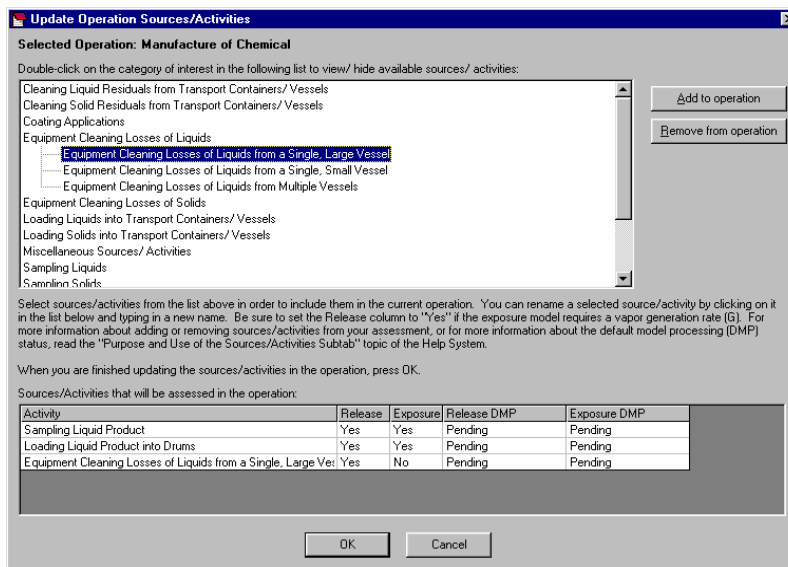 Update Operation Sources/Activities
Selected Operation: Manufacture of Chemical
Double-click on the category of interest in the following list to view/ hide available sources/ activities:
Cleaning Liquid Residuals from Transport Containers/ Vessels
Cleaning Solid Residuals from Transport Containers/ Vessels
Coating Applications
Equipment Cleaning Losses of Liquids
Equipment Cleaning Losses of Liquids from a Single, Large Vessel
Equipment Cleaning Losses of Liquids from a Single, Small Vessel
Equipment Cleaning Losses of Liquids from Multiple Vessels
Equipment Cleaning Losses of Solids
Loading Liquids into Transport Containers/ Vessels
Loading Solids into Transport Containers/ Vessels
Miscellaneous Sources/ Activities
Sampling Liquids
Sampling Solids
Add to operation
Remove from operation
Select sources/activities from the list above in order to include them in the current operation. You can rename a selected source/activity by clicking on it
in the list below and typing in a new name. Be sure to set the Release column to "Yes" if the exposure model requires a vapor generation rate (G). For
more information about adding or removing sources/activities from your assessment, or for more information about the default model processing (DMP)
status, read the "Purpose and Use of the Sources/Activities Subtab" topic of the Help System.
When you are finished updating the sources/activities in the operation, press OK.
Sources/Activities that will be assessed in the operation:
Activity Release Exposure Release DMP Exposure DMP
Sampling Liquid Product Yes Yes Pending Pending
Loading Liquid Product into Drums Yes Yes Pending Pending
Equipment Cleaning Losses of Liquids from a Single, Large Ves Yes No Pending Pending
OK Cancel